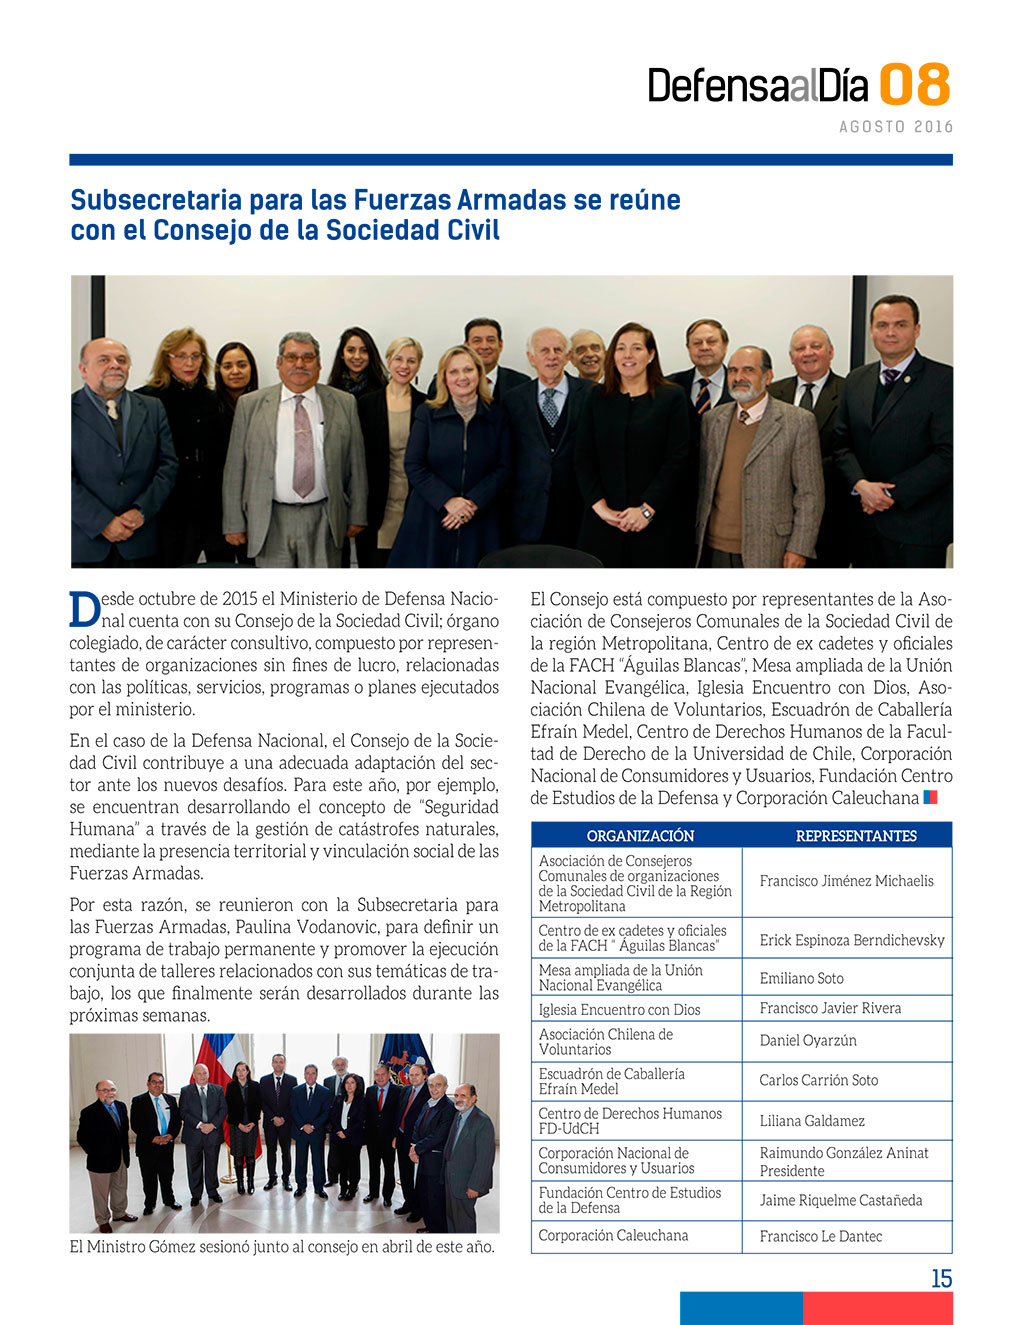 DefensaalDía 08
AGOSTO 2016
Subsecretaria para las Fuerzas Armadas se reúne
con el Consejo de la Sociedad Civil
Desde octubre de 2015 el Ministerio de Defensa Nacio-
nal cuenta con su Consejo de la Sociedad Civil; órgano
colegiado, de carácter consultivo, compuesto por represen-
tantes de organizaciones sin fines de lucro, relacionadas
con las políticas, servicios, programas o planes ejecutados
por el ministerio.
En el caso de la Defensa Nacional, el Consejo de la Socie-
dad Civil contribuye a una adecuada adaptación del sec-
tor ante los nuevos desafíos. Para este año, por ejemplo,
se encuentran desarrollando el concepto de “Seguridad
Humana” a través de la gestión de catástrofes naturales,
mediante la presencia territorial y vinculación social de las
Fuerzas Armadas.
Por esta razón, se reunieron con la Subsecretaria para
las Fuerzas Armadas, Paulina Vodanovic, para definir un
programa de trabajo permanente y promover la ejecución
conjunta de talleres relacionados con sus temáticas de tra-
bajo, los que finalmente serán desarrollados durante las
próximas semanas.
El Ministro Gómez sesionó junto al consejo en abril de este año.
El Consejo está compuesto por representantes de la Aso-
ciación de Consejeros Comunales de la Sociedad Civil de
la región Metropolitana, Centro de ex cadetes y oficiales
de la FACH “Águilas Blancas”, Mesa ampliada de la Unión
Nacional Evangélica, Iglesia Encuentro con Dios, Aso-
ciación Chilena de Voluntarios, Escuadrón de Caballería
Efraín Medel, Centro de Derechos Humanos de la Facul-
tad de Derecho de la Universidad de Chile, Corporación
Nacional de Consumidores y Usuarios, Fundación Centro
de Estudios de la Defensa y Corporación Caleuchana
ORGANIZACIÓN REPRESENTANTES
Asociación de Consejeros
Comunales de organizaciones
de la Sociedad Civil de la Región
Metropolitana
Francisco Jiménez Michaelis
Centro de ex cadetes y oficiales
de la FACH “ Águilas Blancas”
Erick Espinoza Berndichevsky
Mesa ampliada de la Unión
Nacional Evangélica
Emiliano Soto
Iglesia Encuentro con Dios
Francisco Javier Rivera
Asociación Chilena de
Voluntarios
Daniel Oyarzún
Escuadrón de Caballería
Efraín Medel
Carlos Carrión Soto
Centro de Derechos Humanos
FD-UdCH
Liliana Galdamez
Corporación Nacional de
Consumidores y Usuarios
Raimundo González Aninat
Presidente
Fundación Centro de Estudios
de la Defensa
Jaime Riquelme Castañeda
Corporación Caleuchana
Francisco Le Dantec
15